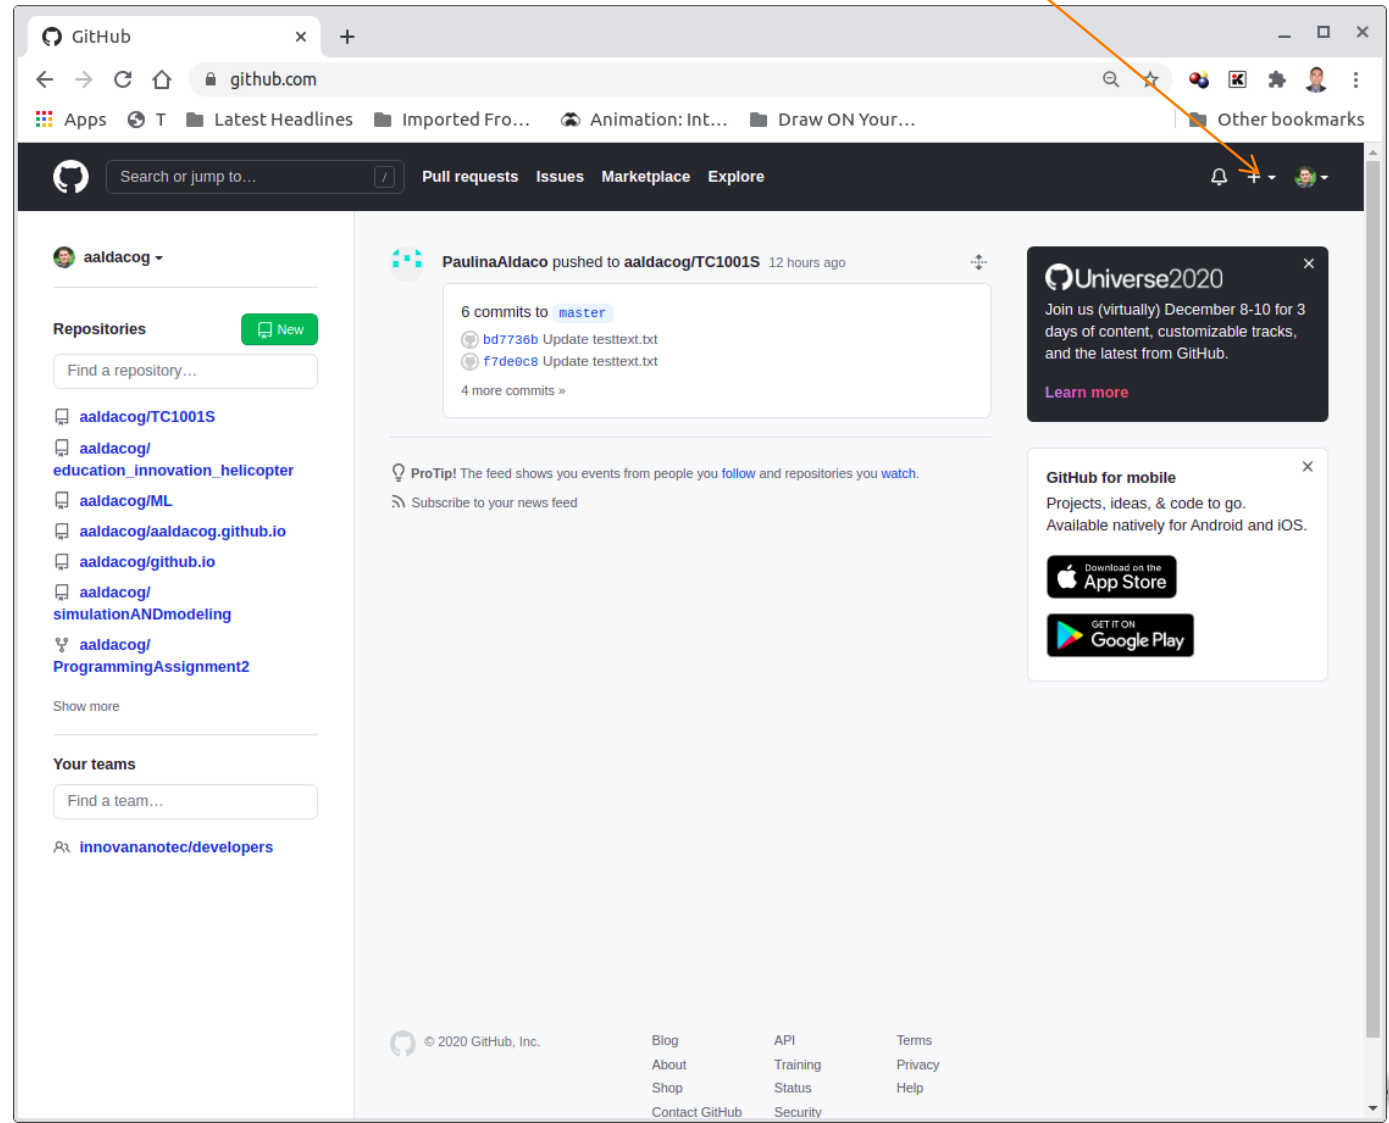 GitHub
github.com
Apps T Latest Headlines Imported Fro... Animation: Int... Draw ON Your... Other bookmarks
Search or jump to… / Pull requests Issues Marketplace Explore
aaldacog
Repositories New
Find a repository…
aaldacog/TC1001S
aaldacog/
education_innovation_helicopter
aaldacog/ML
aaldacog/aaldacog.github.io
aaldacog/github.io
aaldacog/
simulationANDmodeling
aaldacog/
ProgrammingAssignment2
Show more
Your teams
Find a team…
innovananotec/developers
PaulinaAldaco pushed to aaldacog/TC1001S 12 hours ago
6 commits to master
bd7736b Update testtext.txt
f7de0c8 Update testtext.txt
4 more commits »
ProTip! The feed shows you events from people you follow and repositories you watch.
Subscribe to your news feed
Universe2020
Join us (virtually) December 8-10 for 3
days of content, customizable tracks,
and the latest from GitHub.
Learn more
GitHub for mobile
Projects, ideas, & code to go.
Available natively for Android and iOS.
Download on the
App Store
GET IT ON
Google Play
© 2020 GitHub, Inc.
Blog API Terms
About Training Privacy
Shop Status Help
Contact GitHub Security